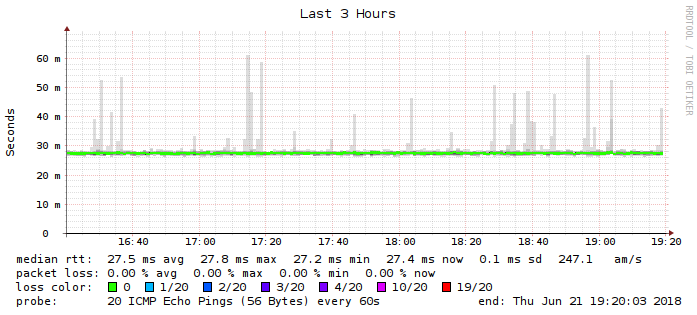 Last 3 Hours
RRDTOOL / TOBI OETIKER
Seconds
60 m
50 m
40 m
30 m
20 m
10 m
0
16:40 17:00 17:20 17:40 18:00 18:20 18:40 19:00 19:20
median rtt: 27.5 ms avg 27.8 ms max 27.2 ms min 27.4 ms now 0.1 ms sd 247.1 am/s
packet loss: 0.00 % avg 0.00 % max 0.00 % min 0.00 % now
loss color: 0 1/20 2/20 3/20 4/20 10/20 19/20
probe: 20 ICMP Echo Pings (56 Bytes) every 60s end: Thu Jun 21 19:20:03 2018